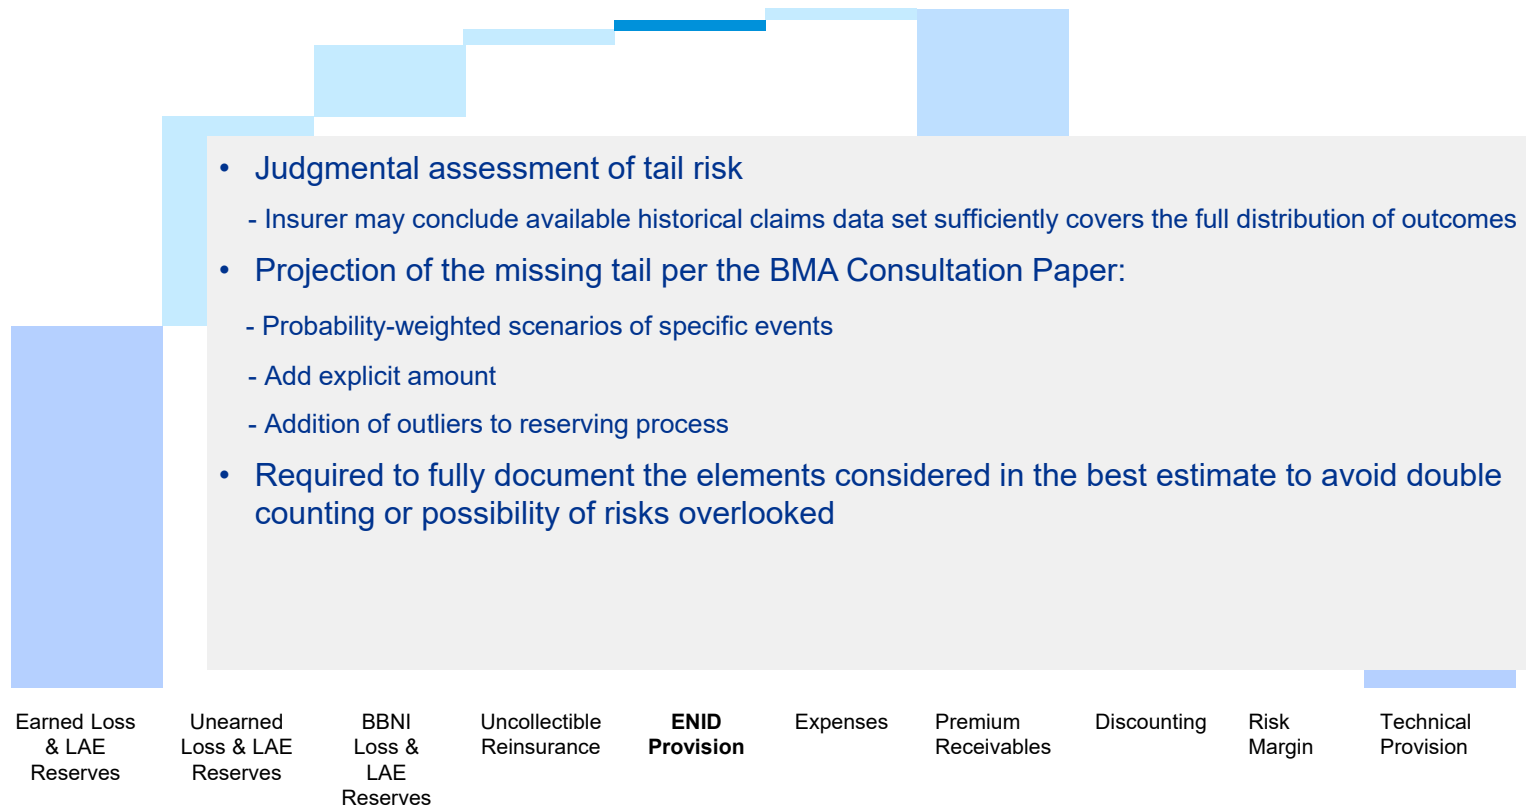 • Judgmental assessment of tail risk
- Insurer may conclude available historical claims data set sufficiently covers the full distribution of outcomes
• Projection of the missing tail per the BMA Consultation Paper:
- Probability-weighted scenarios of specific events
- Add explicit amount
- Addition of outliers to reserving process
• Required to fully document the elements considered in the best estimate to avoid double
counting or possibility of risks overlooked
Earned Loss
& LAE
Reserves
Unearned
Loss & LAE
Reserves
BBNI
Loss &
LAE
Reserves
Uncollectible
Reinsurance
ENID
Provision
Expenses
Premium
Receivables
Discounting
Risk
Margin
Technical
Provision